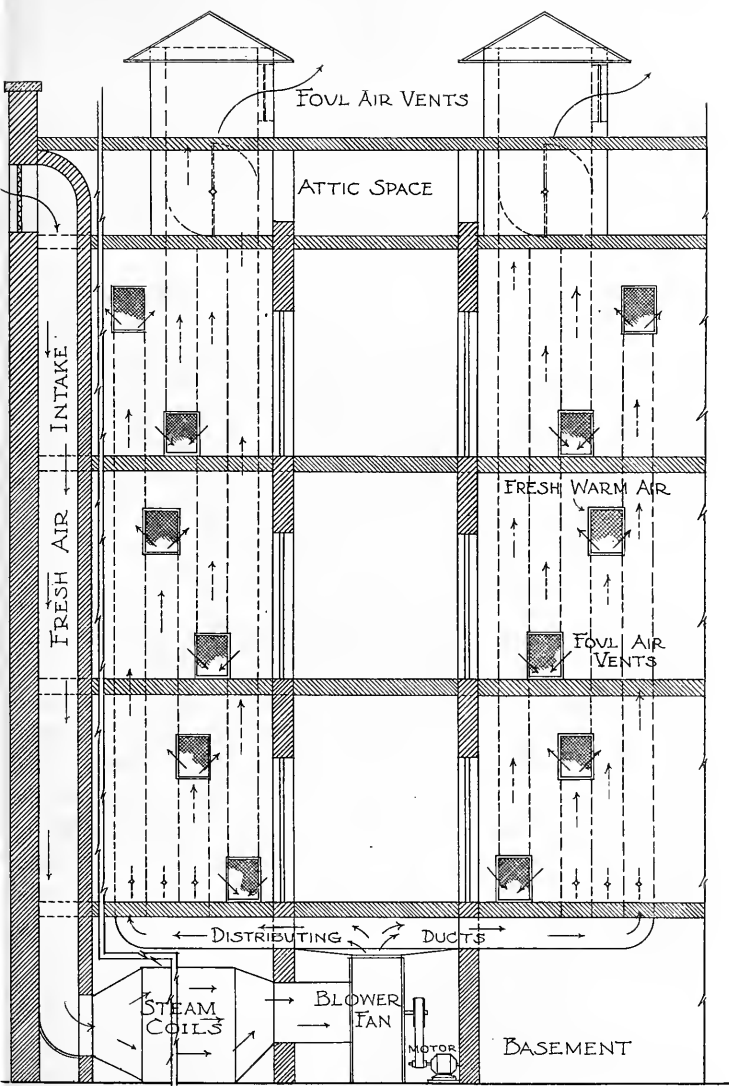 FOUL AIR VENTS
ATTIC SPACE
FRESH AIR INTAKE
FRESH WARM AIR
FOUL AIR
VENTS
DISTRIBUTING DUCTS
STEAM
COILS
BLOWER
FAN
MOTOR
BASEMENT